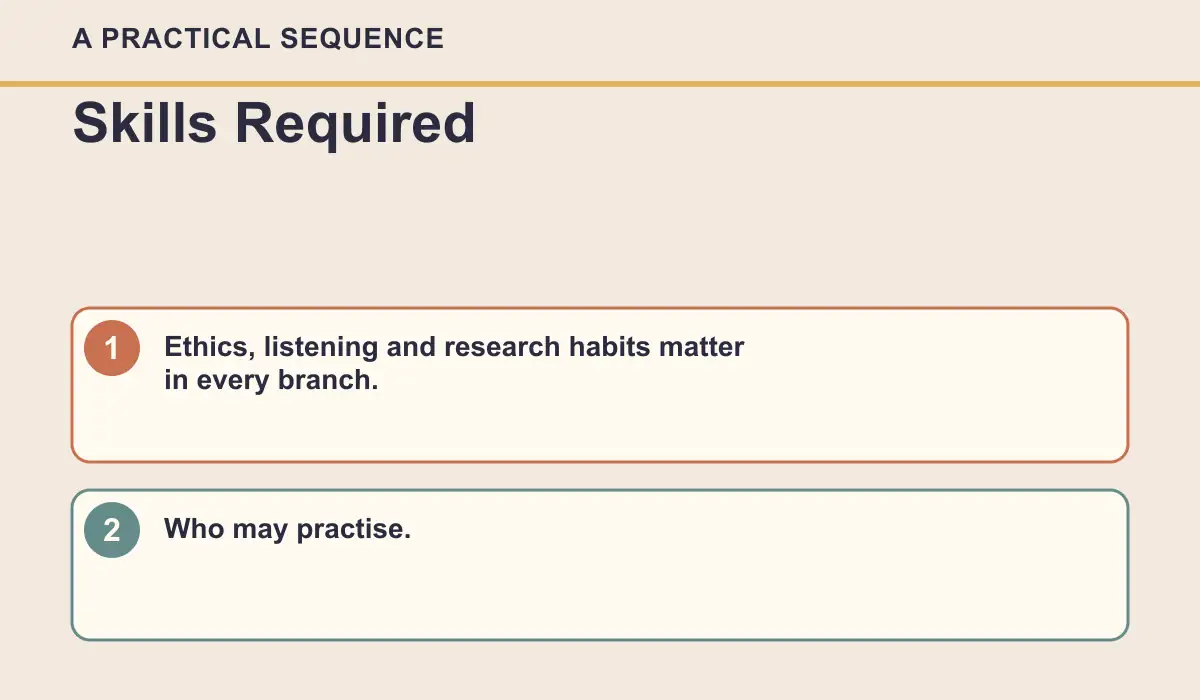 A PRACTICAL SEQUENCE
Skills Required
1
Ethics, listening and research habits matter
in every branch.
2
Who may practise.